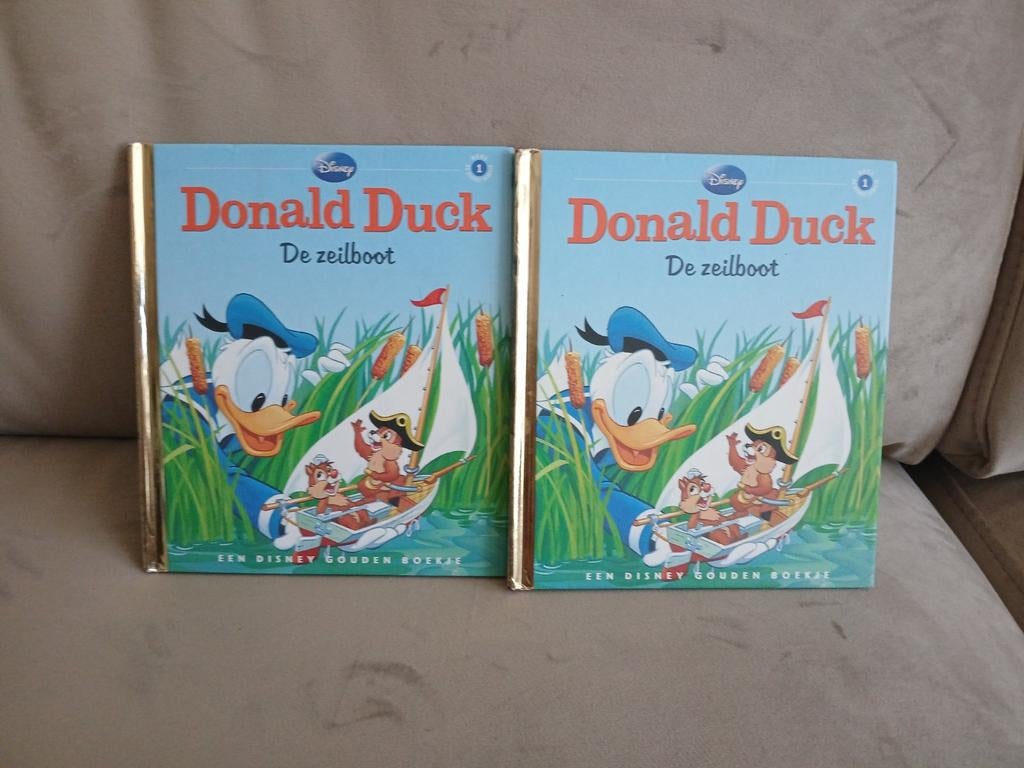 Disney
1
Donald Duck
De zeilboot
EEN DISNEY GOUDEN BOEKJE
Disney
1
Donald Duck
De zeilboot
EEN DISNEY GOUDEN BOEKJE